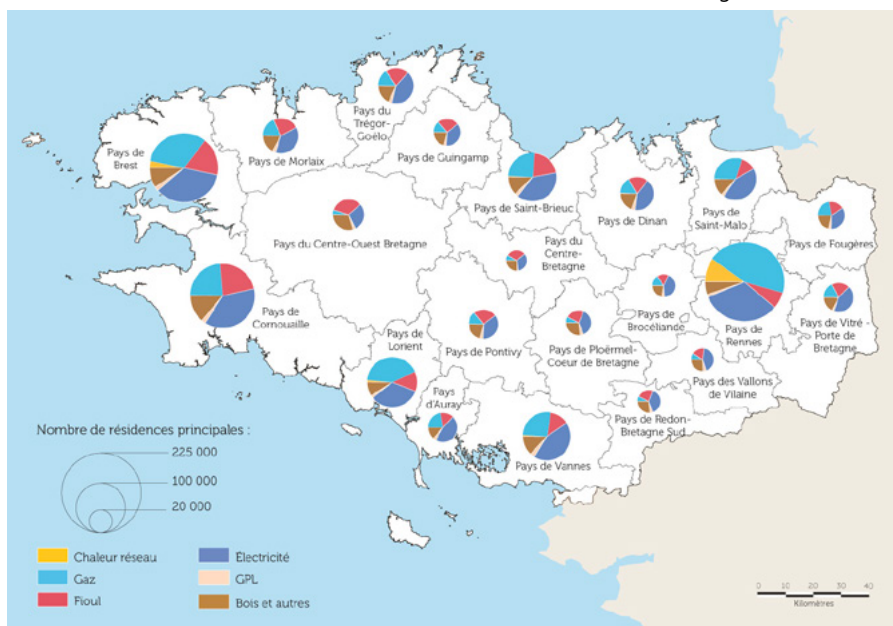 Pays du
Trégor-
Goëlo
Pays de
Brest
Pays de Morlaix
Pays de Guingamp
Pays de Saint-Brieuc
Pays de Dinan
Pays de
Saint-Malo
Pays de Fougères
Pays du Centre-Ouest Bretagne
Pays du
Centre-
Bretagne
Pays de
Cornouaille
Pays de
Lorient
Pays de Pontivy
Pays de Ploërmel-
Coeur de Bretagne
Pays de
Brocéliande
Pays de
Rennes
Pays de Vitré -
Porte de
Bretagne
Pays
d'Auray
Pays des Vallons
de Vilaine
Pays de Redon-
Bretagne Sud
Pays de Vannes
Nombre de résidences principales :
225 000
100 000
20 000
Chaleur réseau
Gaz
Fioul
Électricité
GPL
Bois et autres
0 10 20 30 40
Kilomètres